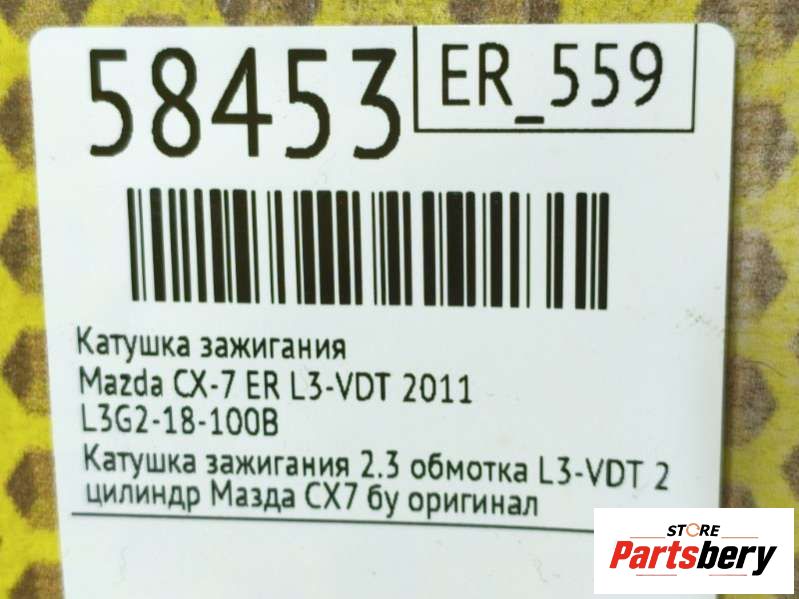 58453
ER_559
Катушка зажигания
Mazda CX-7 ER L3-VDT 2011
L3G2-18-100B
Катушка зажигания 2.3 обмотка L3-VDT 2
цилиндр Мазда CX7 бу оригинал
STORE
Partsbery